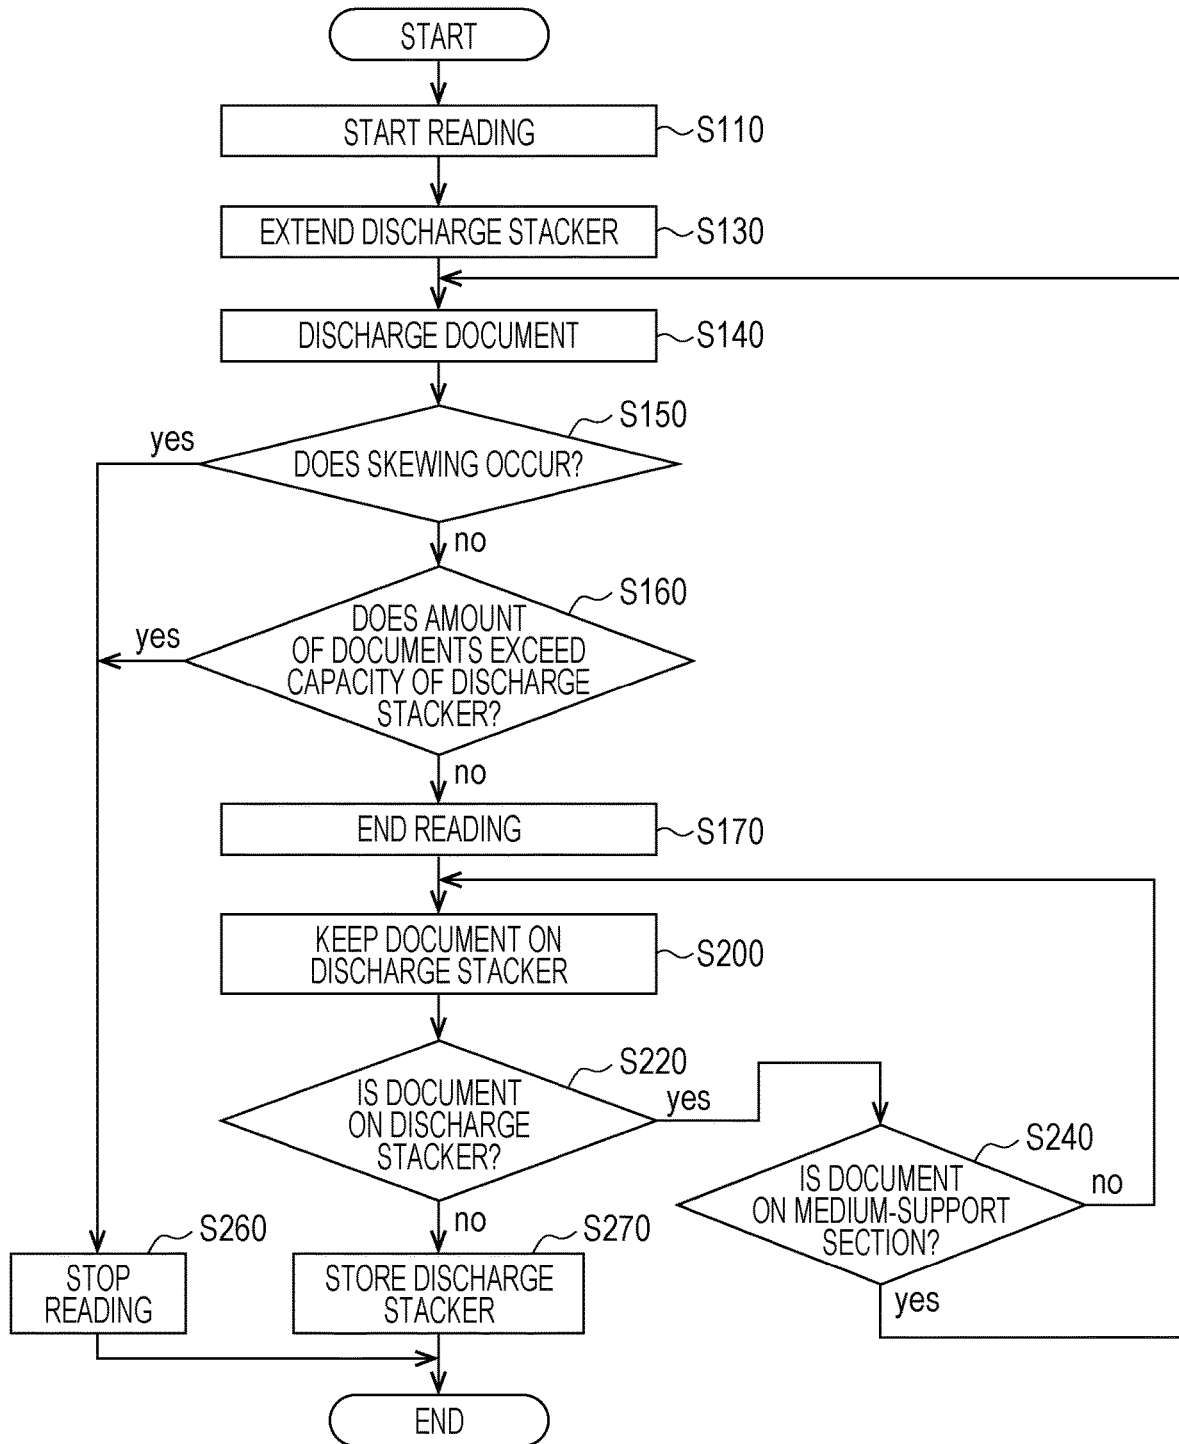 START
START READING
S110
EXTEND DISCHARGE STACKER
S130
DISCHARGE DOCUMENT
S140
S150
yes
DOES SKEWING OCCUR?
no
S160
yes
DOES AMOUNT
OF DOCUMENTS EXCEED
CAPACITY OF DISCHARGE
STACKER?
no
END READING
S170
KEEP DOCUMENT ON
DISCHARGE STACKER
S200
S220
IS DOCUMENT
ON DISCHARGE
STACKER?
yes
S240
IS DOCUMENT
ON MEDIUM-SUPPORT
SECTION?
no
yes
no
S260
STOP
READING
S270
STORE DISCHARGE
STACKER
END